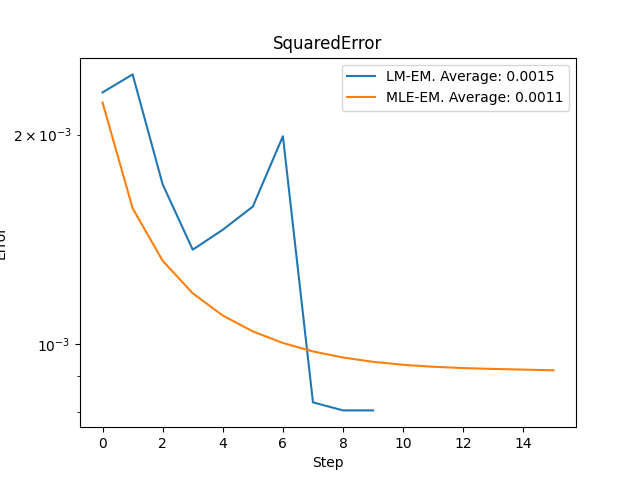 SquaredError
LM-EM. Average: 0.0015
MLE-EM. Average: 0.0011
2 × 10⁻³
10⁻³
Error
0 2 4 6 8 10 12 14
Step